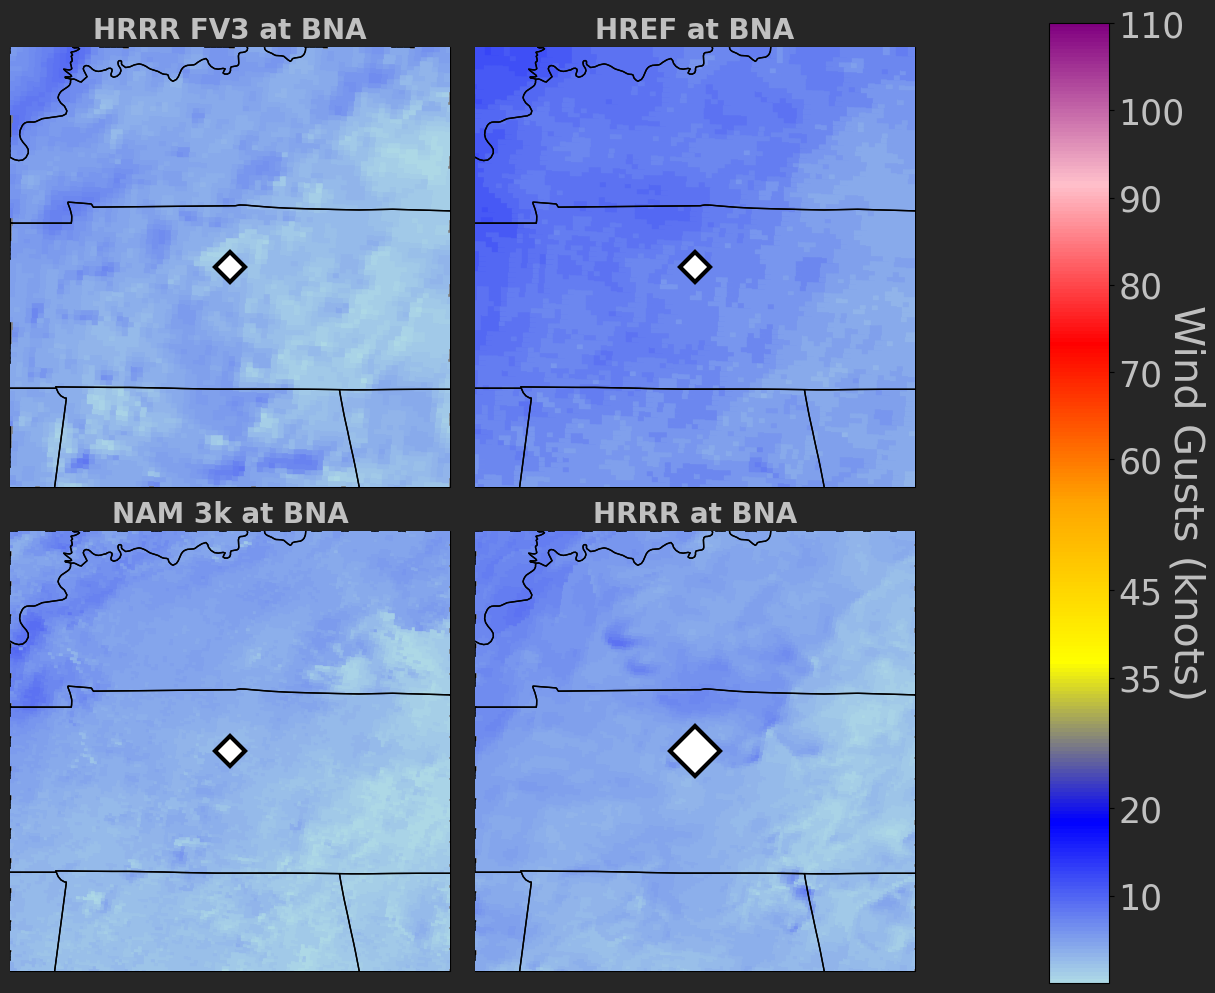 HRRR FV3 at BNA
HREF at BNA
NAM 3k at BNA
HRRR at BNA
110
100
90
80
70
60
45
35
20
10
Wind Gusts (knots)